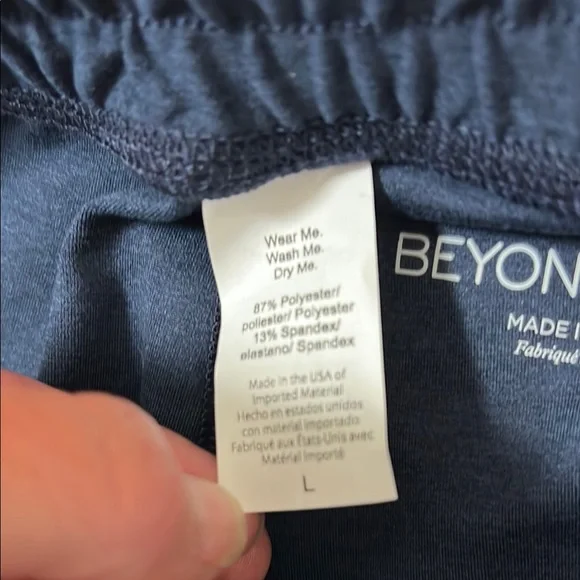 Wear Me.
Wash Me.
Dry Me.
87% Polyester/
poliester/ Polyester
13% Spandex/
elastano/ Spandex
Made in the USA of
Imported Material
Hecho en estados unidos
con material importado
Fabriqué aux États-Unis avec
Matérial Importé
L
BEYON
MADE I
Fabriqué